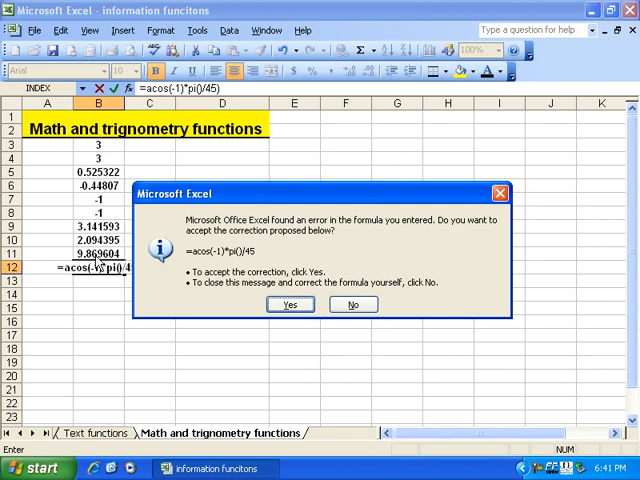 Microsoft Excel - information funcitons
File Edit View Insert Format Tools Data Window Help
Type a question for help
100%
Arial 10 B I U
INDEX fx =acos(-1)*pi()/45)
A B C D E F G H I J K
1
2 Math and trignometry functions
3 3
4 3
5 0.525322
6 -0.44807
7 -1
8 -1
9 3.141593
10 2.094395
11 9.869604
12 =acos(-1)*pi()/4
13
14
15
16
17
18
19
20
21
22
23
Microsoft Excel
Microsoft Office Excel found an error in the formula you entered. Do you want to
accept the correction proposed below?
=acos(-1)*pi()/45
• To accept the correction, click Yes.
• To close this message and correct the formula yourself, click No.
Yes No
Text functions Math and trignometry functions
Enter NUM
start information funcitons 6:41 PM